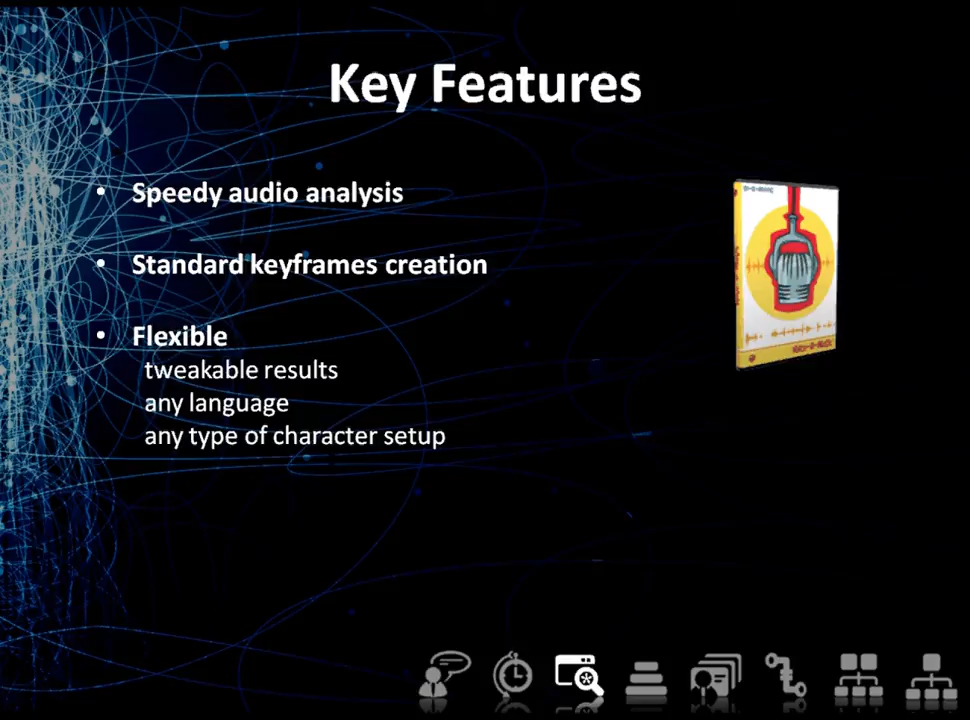 Key Features
• Speedy audio analysis
• Standard keyframes creation
• Flexible
tweakable results
any language
any type of character setup